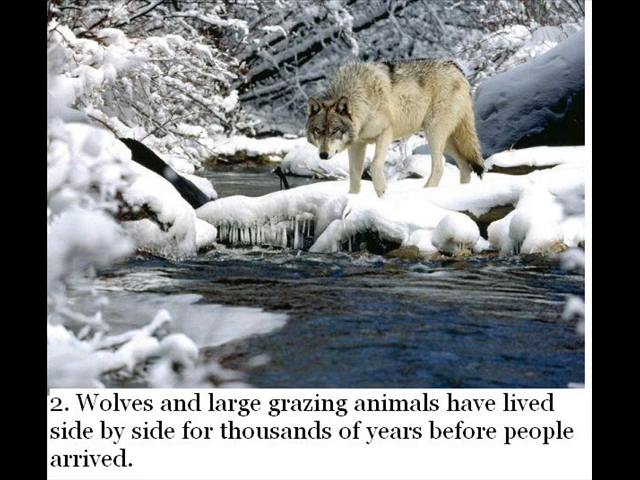 2. Wolves and large grazing animals have lived
side by side for thousands of years before people
arrived.